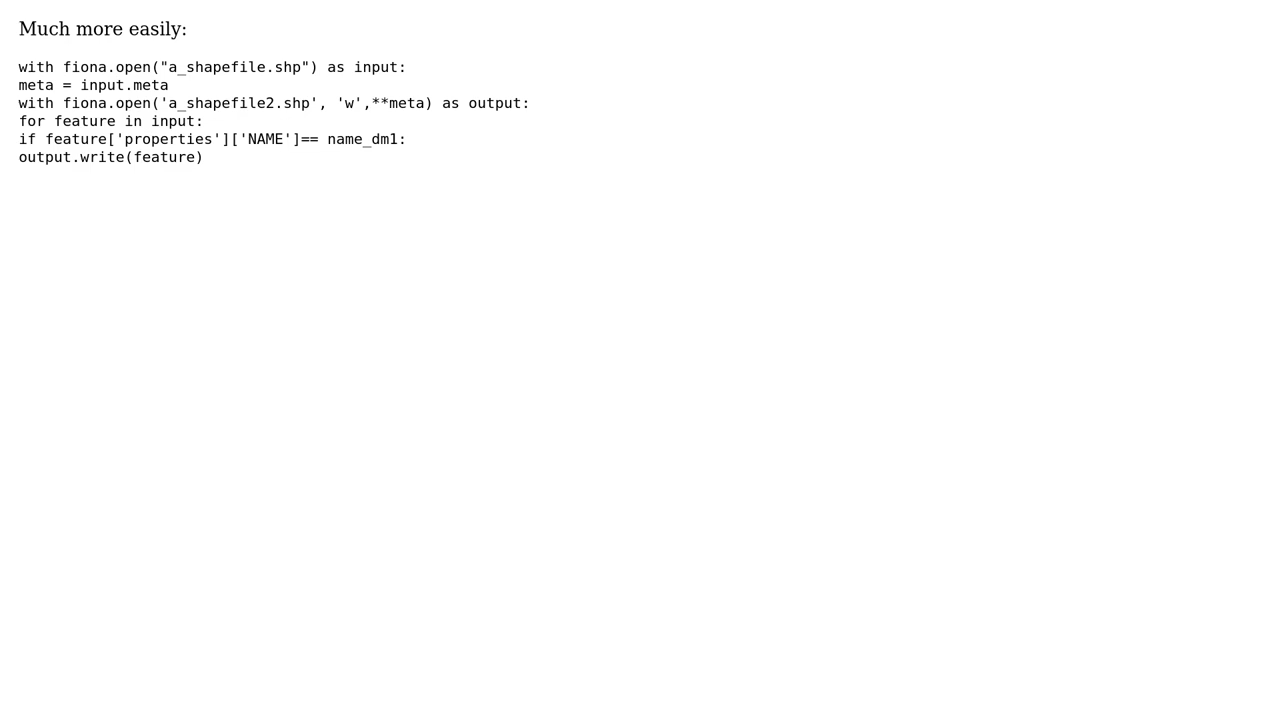 Much more easily:
with fiona.open("a_shapefile.shp") as input:
meta = input.meta
with fiona.open('a_shapefile2.shp', 'w',**meta) as output:
for feature in input:
if feature['properties']['NAME']== name_dm1:
output.write(feature)